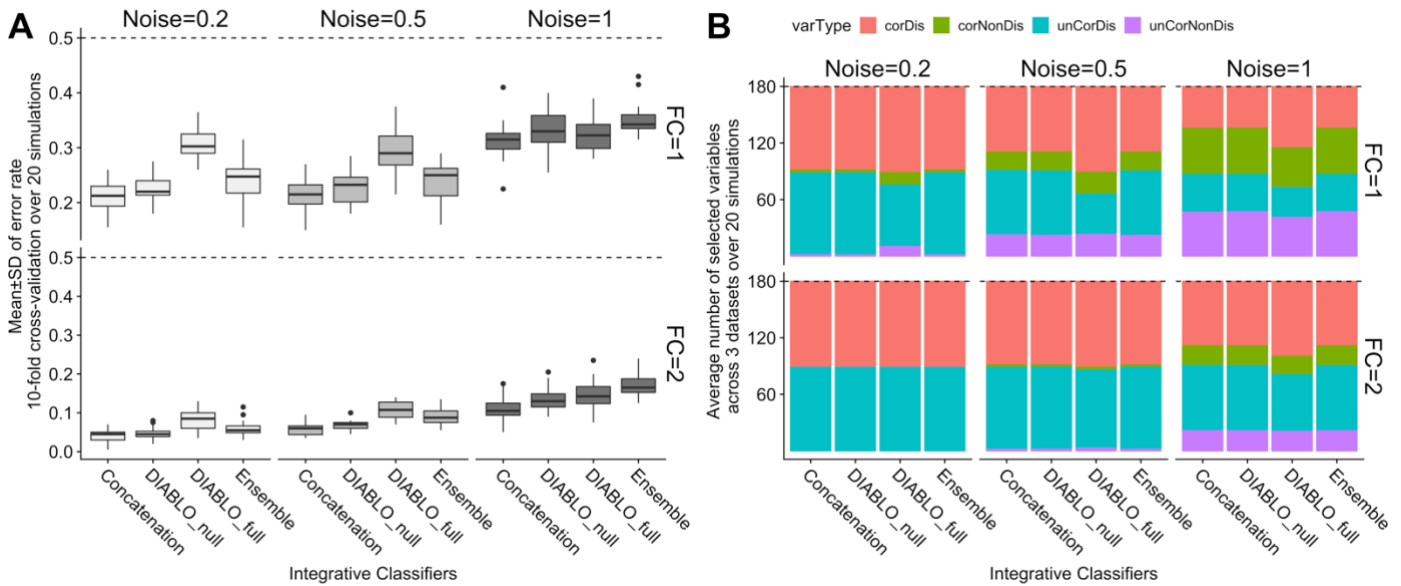 A
Noise=0.2 Noise=0.5 Noise=1
0.5
0.4
0.3
0.2
FC=1
0.5
0.4
0.3
0.2
0.1
0.0
FC=2
Mean±SD of error rate
10-fold cross-validation over 20 simulations
Concatenation DIABLO_null DIABLO_full Ensemble Concatenation DIABLO_null DIABLO_full Ensemble Concatenation DIABLO_null DIABLO_full Ensemble
Integrative Classifiers
B
varType corDis corNonDis unCorDis unCorNonDis
Noise=0.2 Noise=0.5 Noise=1
180
120
60
FC=1
180
120
60
FC=2
Average number of selected variables
across 3 datasets over 20 simulations
Concatenation DIABLO_null DIABLO_full Ensemble Concatenation DIABLO_null DIABLO_full Ensemble Concatenation DIABLO_null DIABLO_full Ensemble
Integrative Classifiers